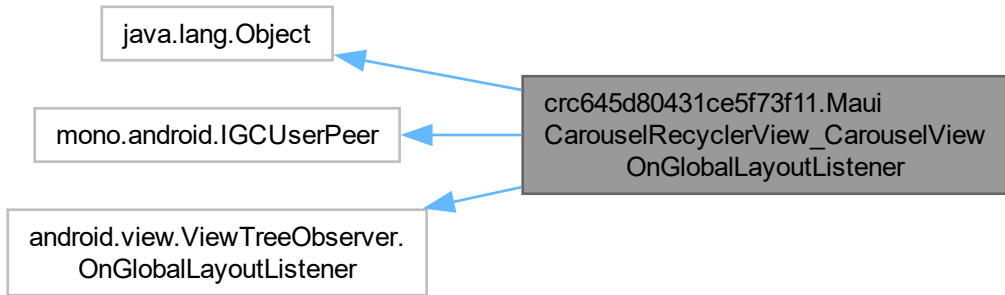 java.lang.Object
mono.android.IGCUserPeer
android.view.ViewTreeObserver.
OnGlobalLayoutListener
crc645d80431ce5f73f11.Maui
CarouselRecyclerView_CarouselView
OnGlobalLayoutListener